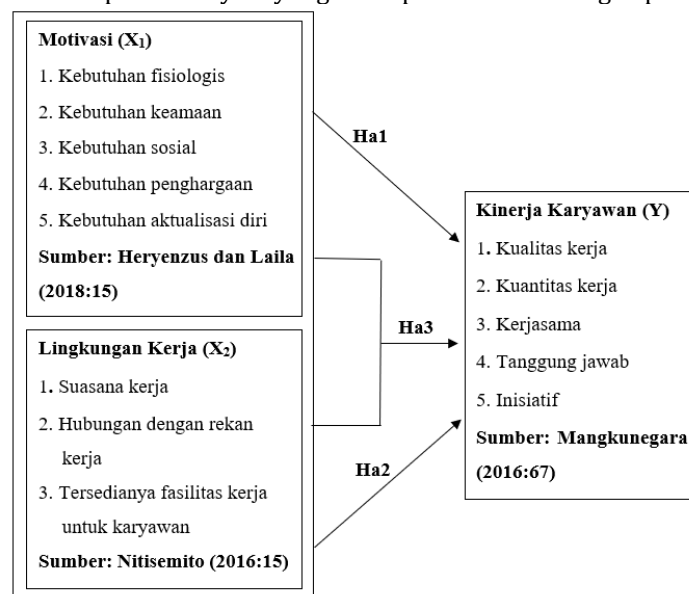 Motivasi (X₁)
1. Kebutuhan fisiologis
2. Kebutuhan keamaan
3. Kebutuhan sosial
4. Kebutuhan penghargaan
5. Kebutuhan aktualisasi diri
Sumber: Heryenzus dan Laila
(2018:15)
Lingkungan Kerja (X₂)
1. Suasana kerja
2. Hubungan dengan rekan
kerja
3. Tersedianya fasilitas kerja
untuk karyawan
Sumber: Nitisemito (2016:15)
Ha1
Ha3
Ha2
Kinerja Karyawan (Y)
1. Kualitas kerja
2. Kuantitas kerja
3. Kerjasama
4. Tanggung jawab
5. Inisiatif
Sumber: Mangkunegara
(2016:67)